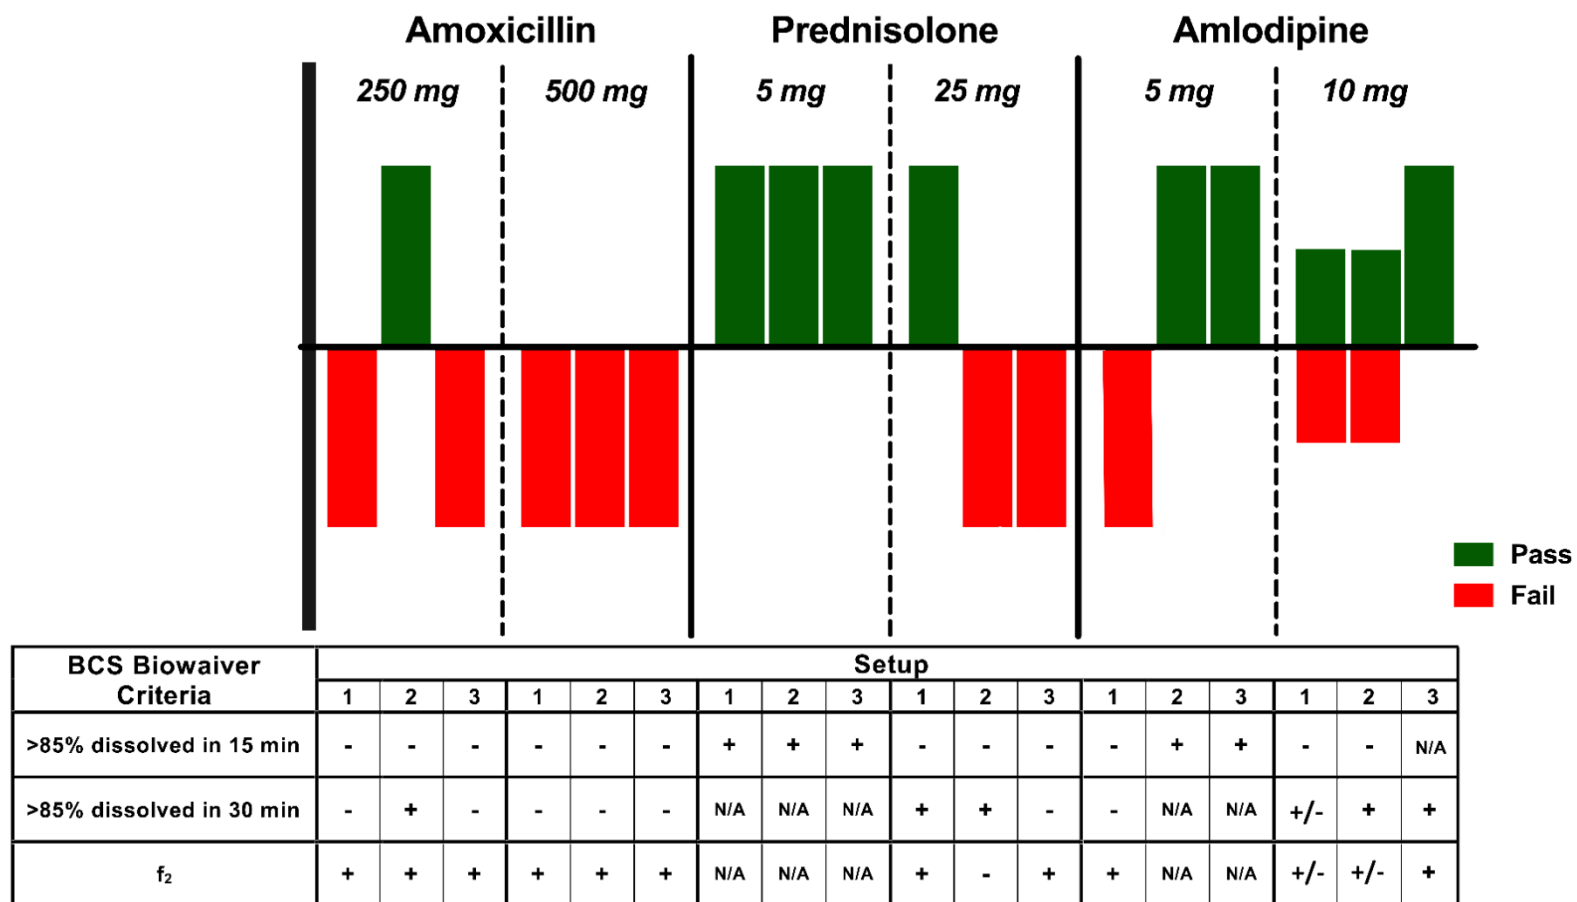 Amoxicillin Prednisolone Amlodipine
250 mg 500 mg 5 mg 25 mg 5 mg 10 mg
Pass
Fail
BCS Biowaiver Criteria Setup
1 2 3 1 2 3 1 2 3 1 2 3 1 2 3 1 2 3
>85% dissolved in 15 min - - - - - - + + + - - - - + + - - N/A
>85% dissolved in 30 min - + - - - - N/A N/A N/A + + - - N/A N/A +/- + +
f₂ + + + + + + N/A N/A N/A + - + + N/A N/A +/- +/- +